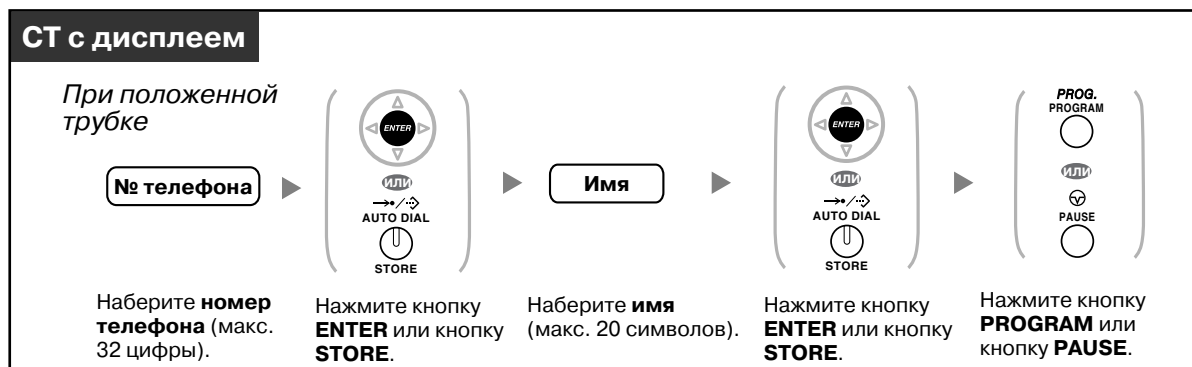 СТ с дисплеем
При положенной
трубке
№ телефона
ENTER
или
AUTO DIAL
STORE
Имя
ENTER
или
AUTO DIAL
STORE
PROG.
PROGRAM
или
PAUSE
Наберите номер
телефона (макс.
32 цифры).
Нажмите кнопку
ENTER или кнопку
STORE.
Наберите имя
(макс. 20 символов).
Нажмите кнопку
ENTER или кнопку
STORE.
Нажмите кнопку
PROGRAM или
кнопку PAUSE.